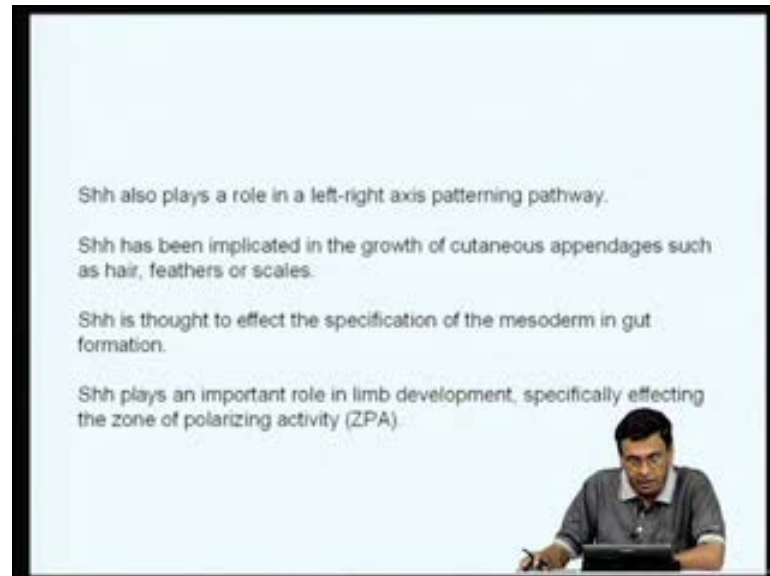 Shh also plays a role in a left-right axis patterning pathway.
Shh has been implicated in the growth of cutaneous appendages such
as hair, feathers or scales.
Shh is thought to effect the specification of the mesoderm in gut
formation.
Shh plays an important role in limb development, specifically effecting
the zone of polarizing activity (ZPA).